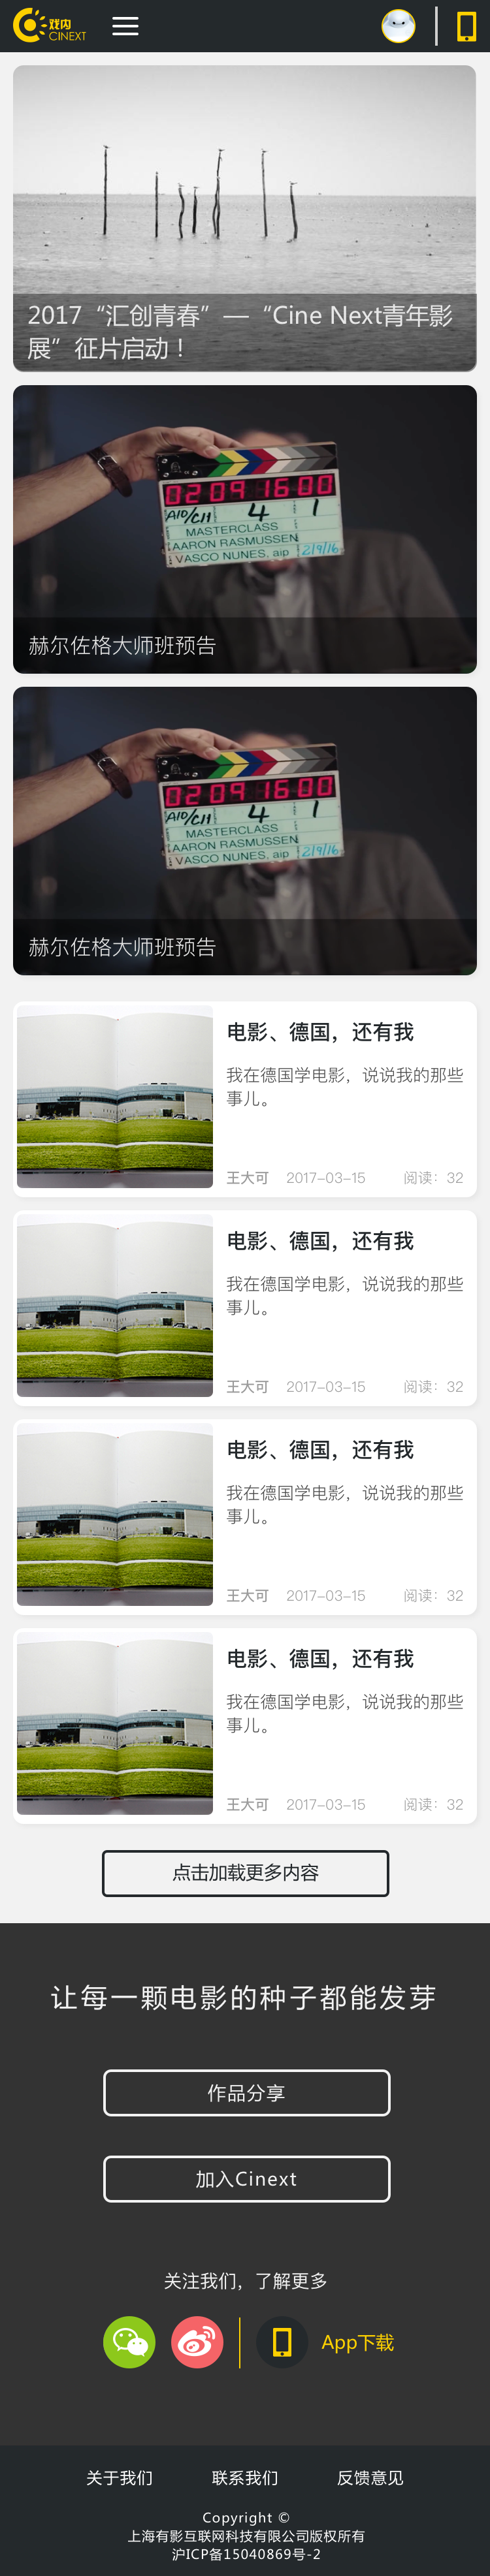 戏内
CINEXT
2017“汇创青春”—“Cine Next青年影
展”征片启动！
02 09 16 00
AIO/CH 4 1
MASTERCLASS
AARON RASMUSSEN
VASCO NUNES, aip 2/9/16
赫尔佐格大师班预告
02 09 16 00
AIO/CH 4 1
MASTERCLASS
AARON RASMUSSEN
VASCO NUNES, aip 2/9/16
赫尔佐格大师班预告
电影、德国，还有我
我在德国学电影，说说我的那些
事儿。
王大可 2017-03-15 阅读：32
电影、德国，还有我
我在德国学电影，说说我的那些
事儿。
王大可 2017-03-15 阅读：32
电影、德国，还有我
我在德国学电影，说说我的那些
事儿。
王大可 2017-03-15 阅读：32
电影、德国，还有我
我在德国学电影，说说我的那些
事儿。
王大可 2017-03-15 阅读：32
点击加载更多内容
让每一颗电影的种子都能发芽
作品分享
加入Cinext
关注我们，了解更多
App下载
关于我们 联系我们 反馈意见
Copyright ©
上海有影互联网科技有限公司版权所有
沪ICP备15040869号-2